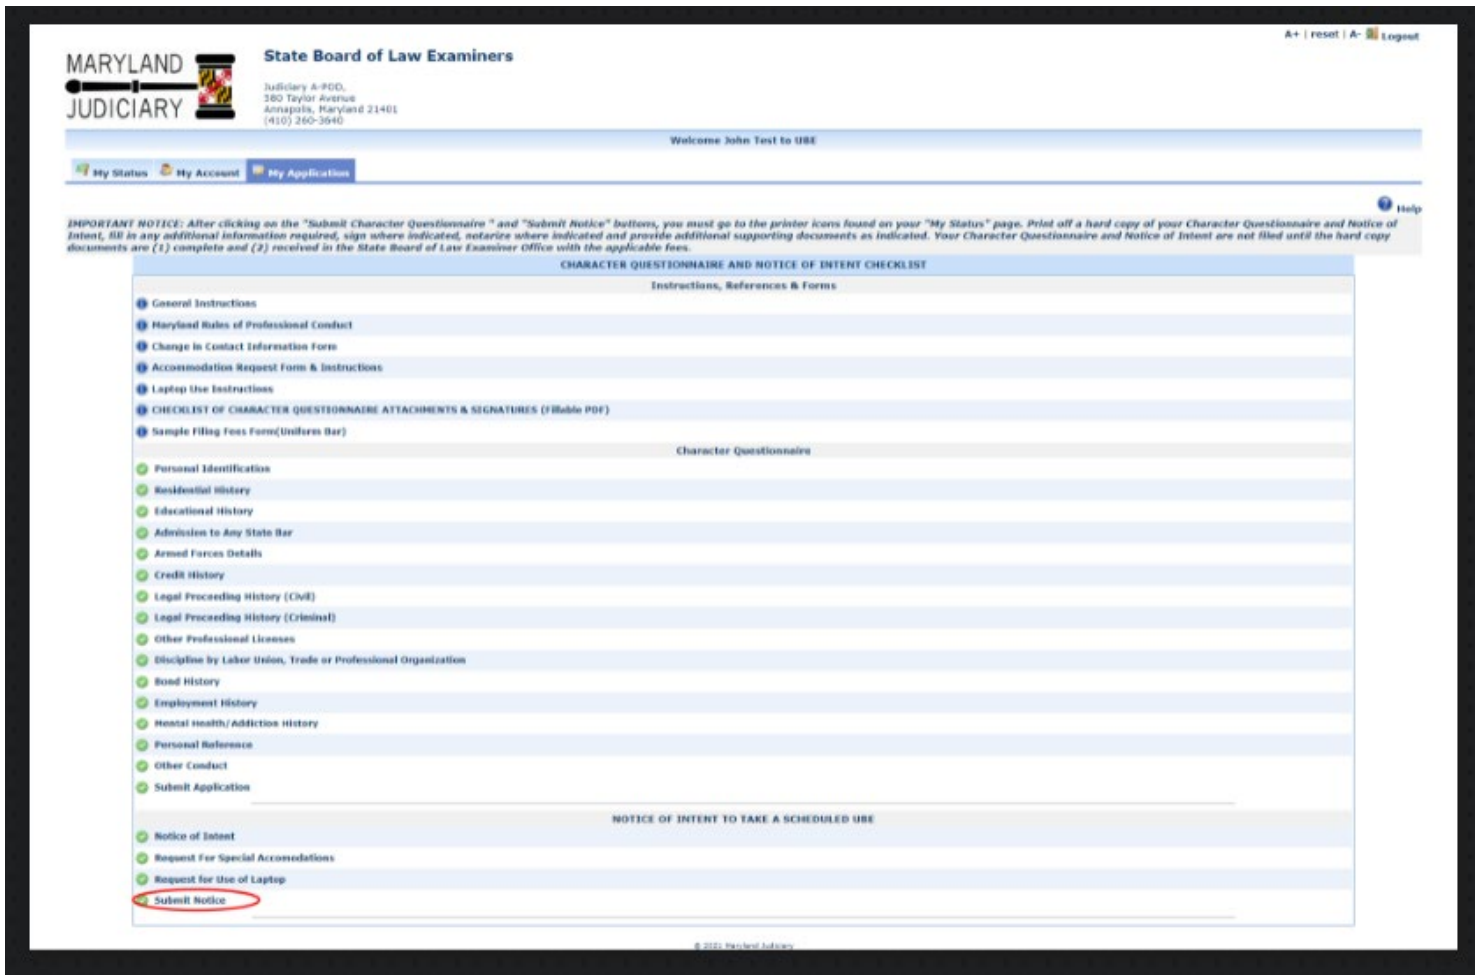 A+ | reset | A- Logout
MARYLAND
JUDICIARY
State Board of Law Examiners
Judiciary A-POD,
580 Taylor Avenue
Annapolis, Maryland 21401
(410) 260-3640
Welcome John Test to UBE
My Status My Account My Application
Help
IMPORTANT NOTICE: After clicking on the "Submit Character Questionnaire " and "Submit Notice" buttons, you must go to the printer icons found on your "My Status" page. Print off a hard copy of your Character Questionnaire and Notice of
Intent, fill in any additional information required, sign where indicated, notarize where indicated and provide additional supporting documents as indicated. Your Character Questionnaire and Notice of Intent are not filed until the hard copy
documents are (1) complete and (2) received in the State Board of Law Examiner Office with the applicable fees.
CHARACTER QUESTIONNAIRE AND NOTICE OF INTENT CHECKLIST
Instructions, References & Forms
General Instructions
Maryland Rules of Professional Conduct
Change in Contact Information Form
Accommodation Request Form & Instructions
Laptop Use Instructions
CHECKLIST OF CHARACTER QUESTIONNAIRE ATTACHMENTS & SIGNATURES (Fillable PDF)
Sample Filing Fees Form(Uniform Bar)
Character Questionnaire
Personal Identification
Residential History
Educational History
Admission to Any State Bar
Armed Forces Details
Credit History
Legal Proceeding History (Civil)
Legal Proceeding History (Criminal)
Other Professional Licenses
Discipline by Labor Union, Trade or Professional Organization
Bond History
Employment History
Mental Health/Addiction History
Personal Reference
Other Conduct
Submit Application
NOTICE OF INTENT TO TAKE A SCHEDULED UBE
Notice of Intent
Request For Special Accomodations
Request for Use of Laptop
Submit Notice
© 2021 Maryland Judiciary